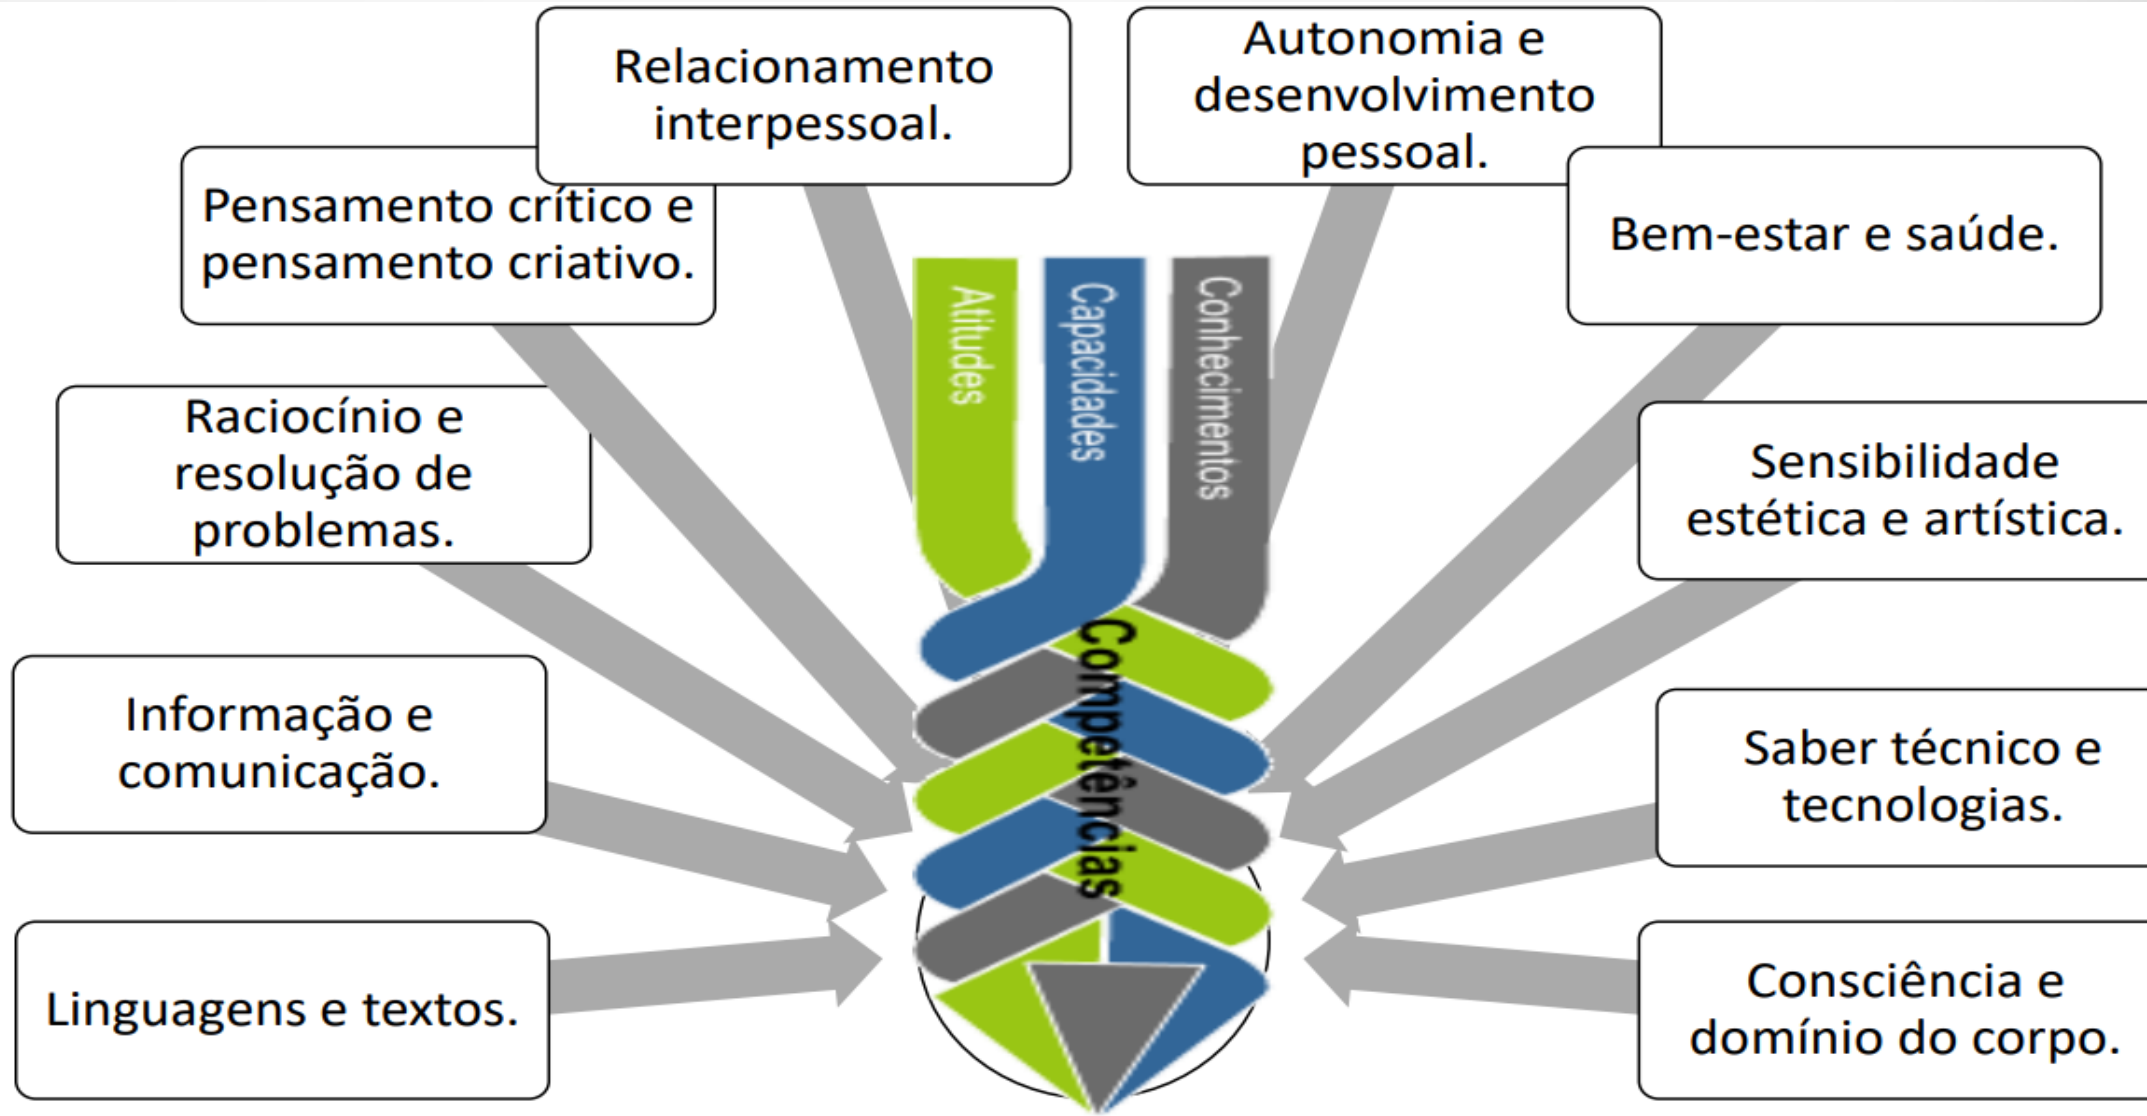 Relacionamento
interpessoal.
Autonomia e
desenvolvimento
pessoal.
Pensamento crítico e
pensamento criativo.
Bem-estar e saúde.
Atitudes
Capacidades
Conhecimentos
Raciocínio e
resolução de
problemas.
Sensibilidade
estética e artística.
Competências
Informação e
comunicação.
Saber técnico e
tecnologias.
Linguagens e textos.
Consciência e
domínio do corpo.